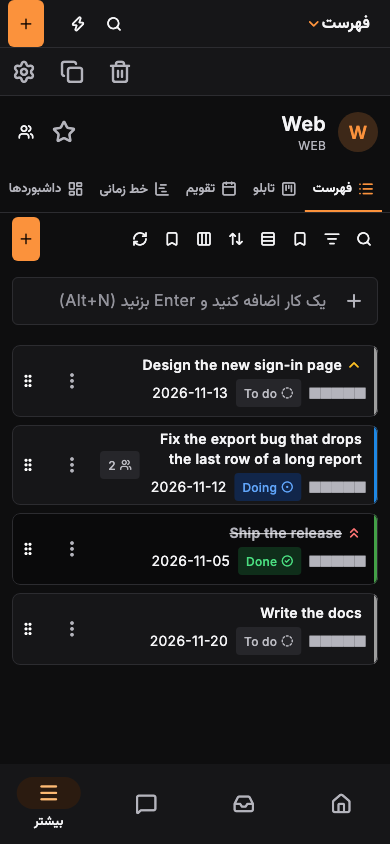 فهرست
Web
W
WEB
فهرست
تابلو
تقویم
خط زمانی
داشبوردها
یک کار اضافه کنید و Enter بزنید (Alt+N)
Design the new sign-in page
To do
2026-11-13
Fix the export bug that drops
the last row of a long report
2
Doing
2026-11-12
Ship the release
Done
2026-11-05
Write the docs
To do
2026-11-20
بیشتر